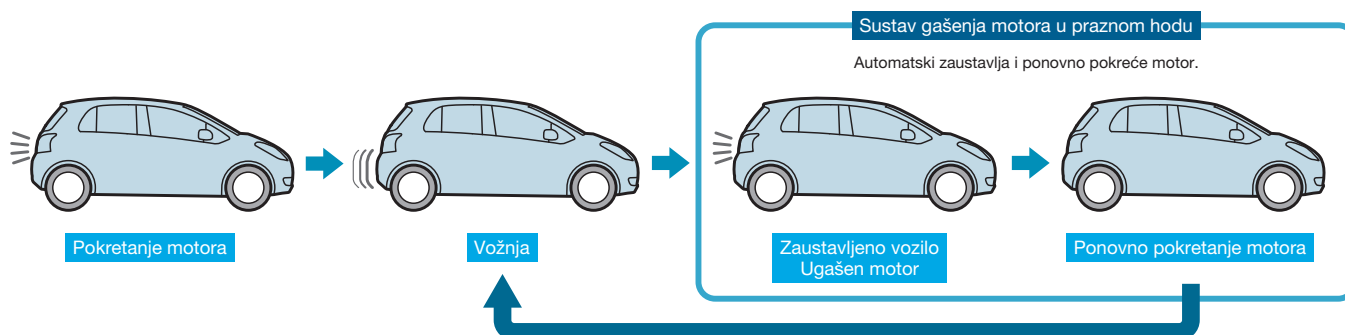 Sustav gašenja motora u praznom hodu
Automatski zaustavlja i ponovno pokreće motor.
Pokretanje motora
Vožnja
Zaustavljeno vozilo
Ugašen motor
Ponovno pokretanje motora